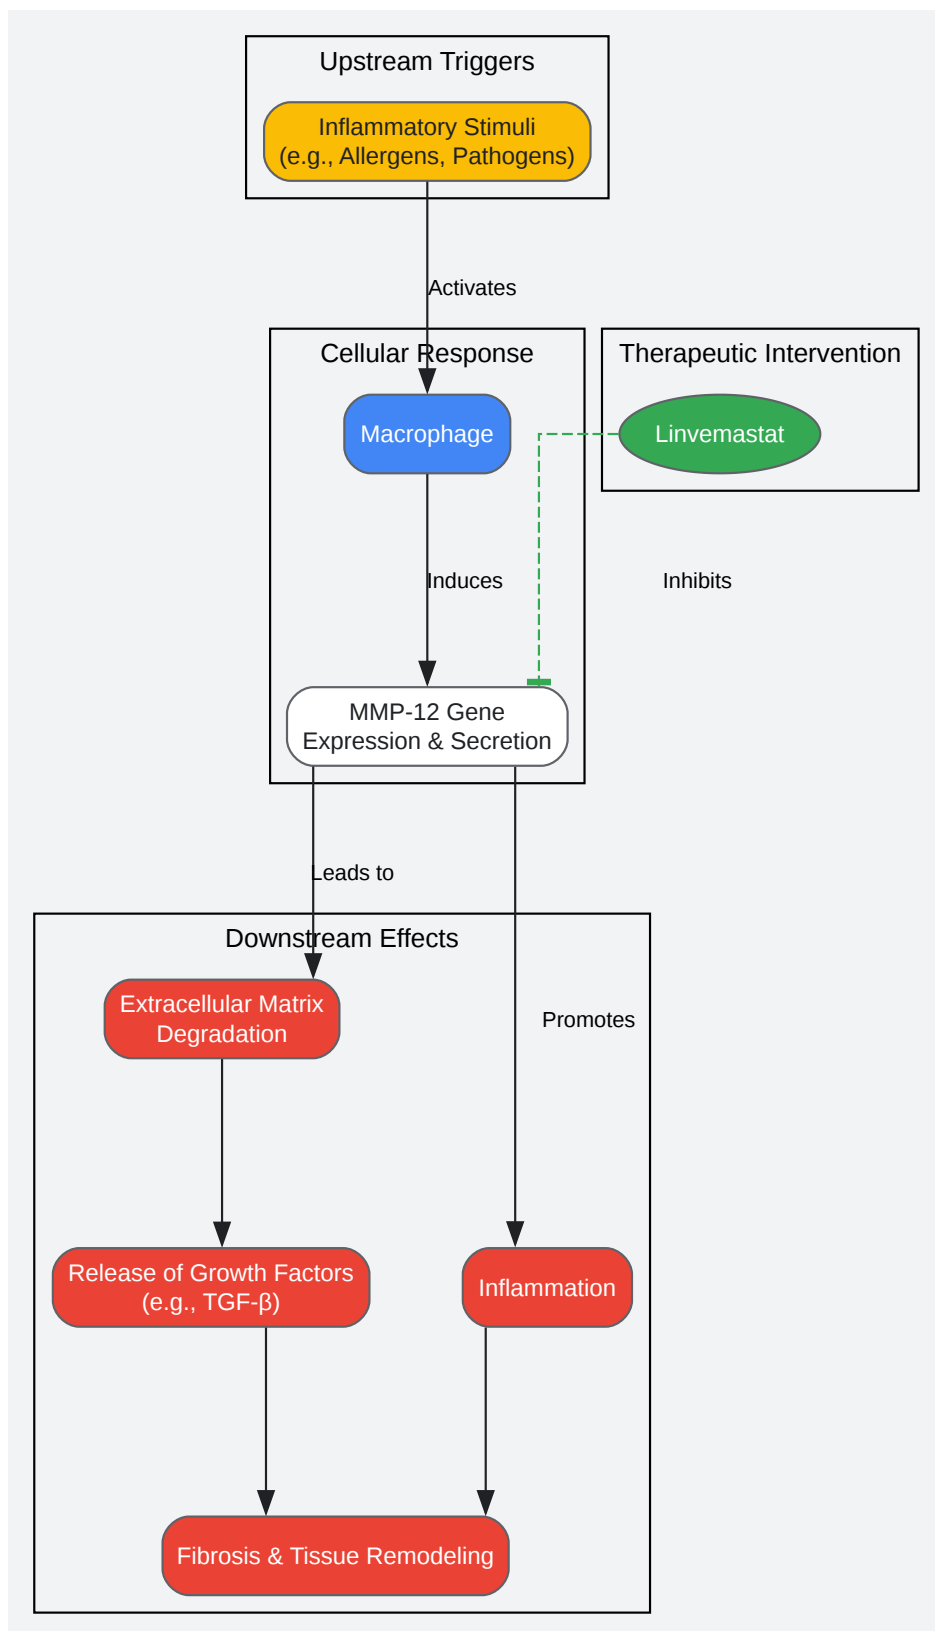 Upstream Triggers
Inflammatory Stimuli
(e.g., Allergens, Pathogens)
Activates
Cellular Response
Therapeutic Intervention
Macrophage
Linvemastat
Induces
Inhibits
MMP-12 Gene
Expression & Secretion
Leads to
Downstream Effects
Extracellular Matrix
Degradation
Promotes
Release of Growth Factors
(e.g., TGF-β)
Inflammation
Fibrosis & Tissue Remodeling